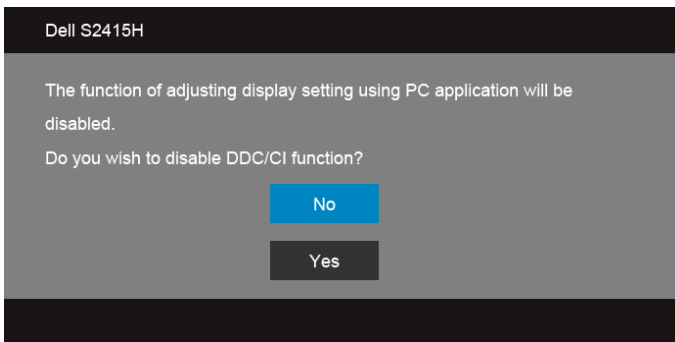 Dell S2415H
The function of adjusting display setting using PC application will be
disabled.
Do you wish to disable DDC/CI function?
No
Yes